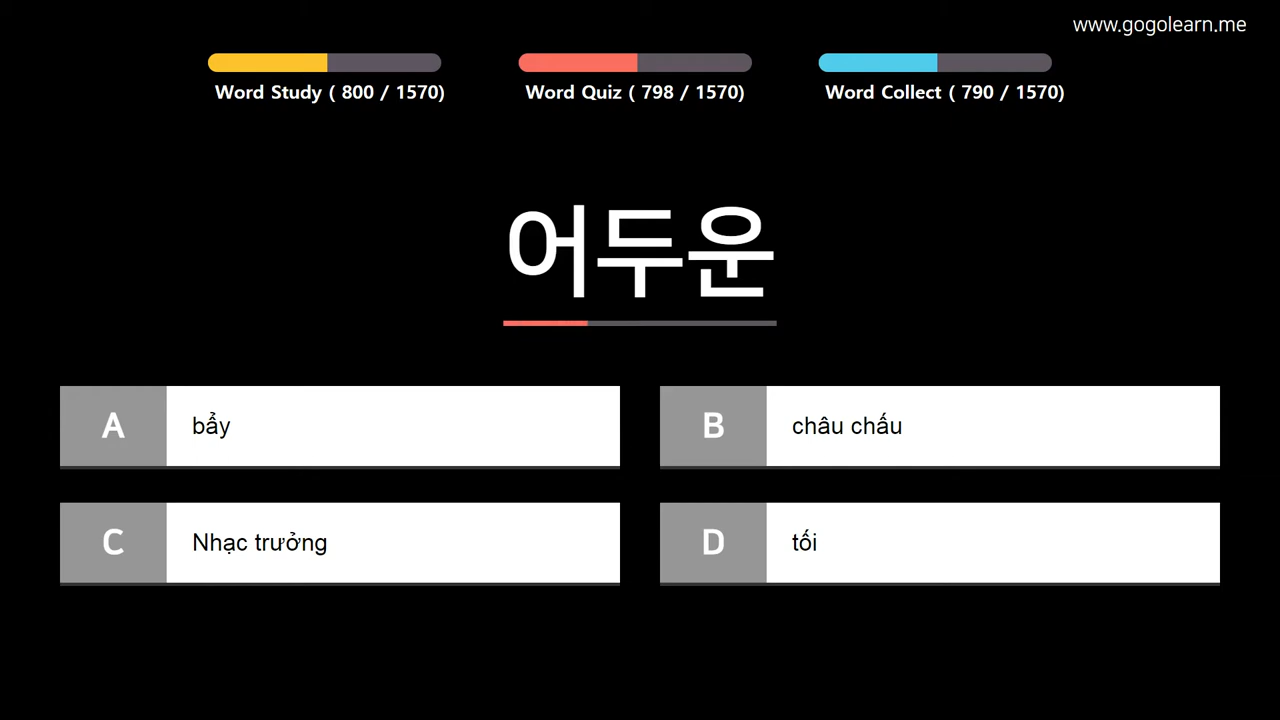 www.gogolearn.me
Word Study ( 800 / 1570)
Word Quiz ( 798 / 1570)
Word Collect ( 790 / 1570)
어두운
A bẩy
B châu chấu
C Nhạc trưởng
D tối